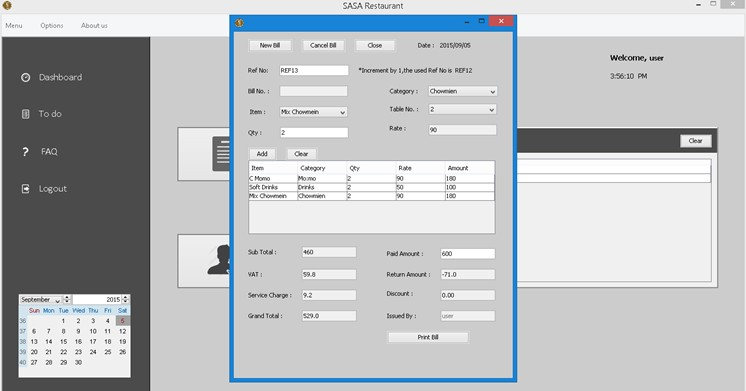 SASA Restaurant
Menu Options About us
New Bill Cancel Bill Close Date : 2015/09/05
Welcome, user
3:56:10 PM
Ref No: REF13 *Increment by 1,the used Ref No is REF12
Bill No. : Category : Chowmien
Item : Mix Chowmein Table No. : 2
Qty : 2 Rate : 90
Dashboard
To do
? FAQ
Logout
Clear
Add Clear
Item Category Qty Rate Amount
C Momo Mo:mo 2 90 180
Soft Drinks Drinks 2 50 100
Mix Chowmein Chowmien 2 90 180
Sub Total : 460 Paid Amount : 600
VAT : 59.8 Return Amount : -71.0
Service Charge : 9.2 Discount : 0.00
Grand Total : 529.0 Issued By : user
Print Bill
September 2015
Sun Mon Tue Wed Thu Fri Sat
36 1 2 3 4 5
37 6 7 8 9 10 11 12
38 13 14 15 16 17 18 19
39 20 21 22 23 24 25 26
40 27 28 29 30